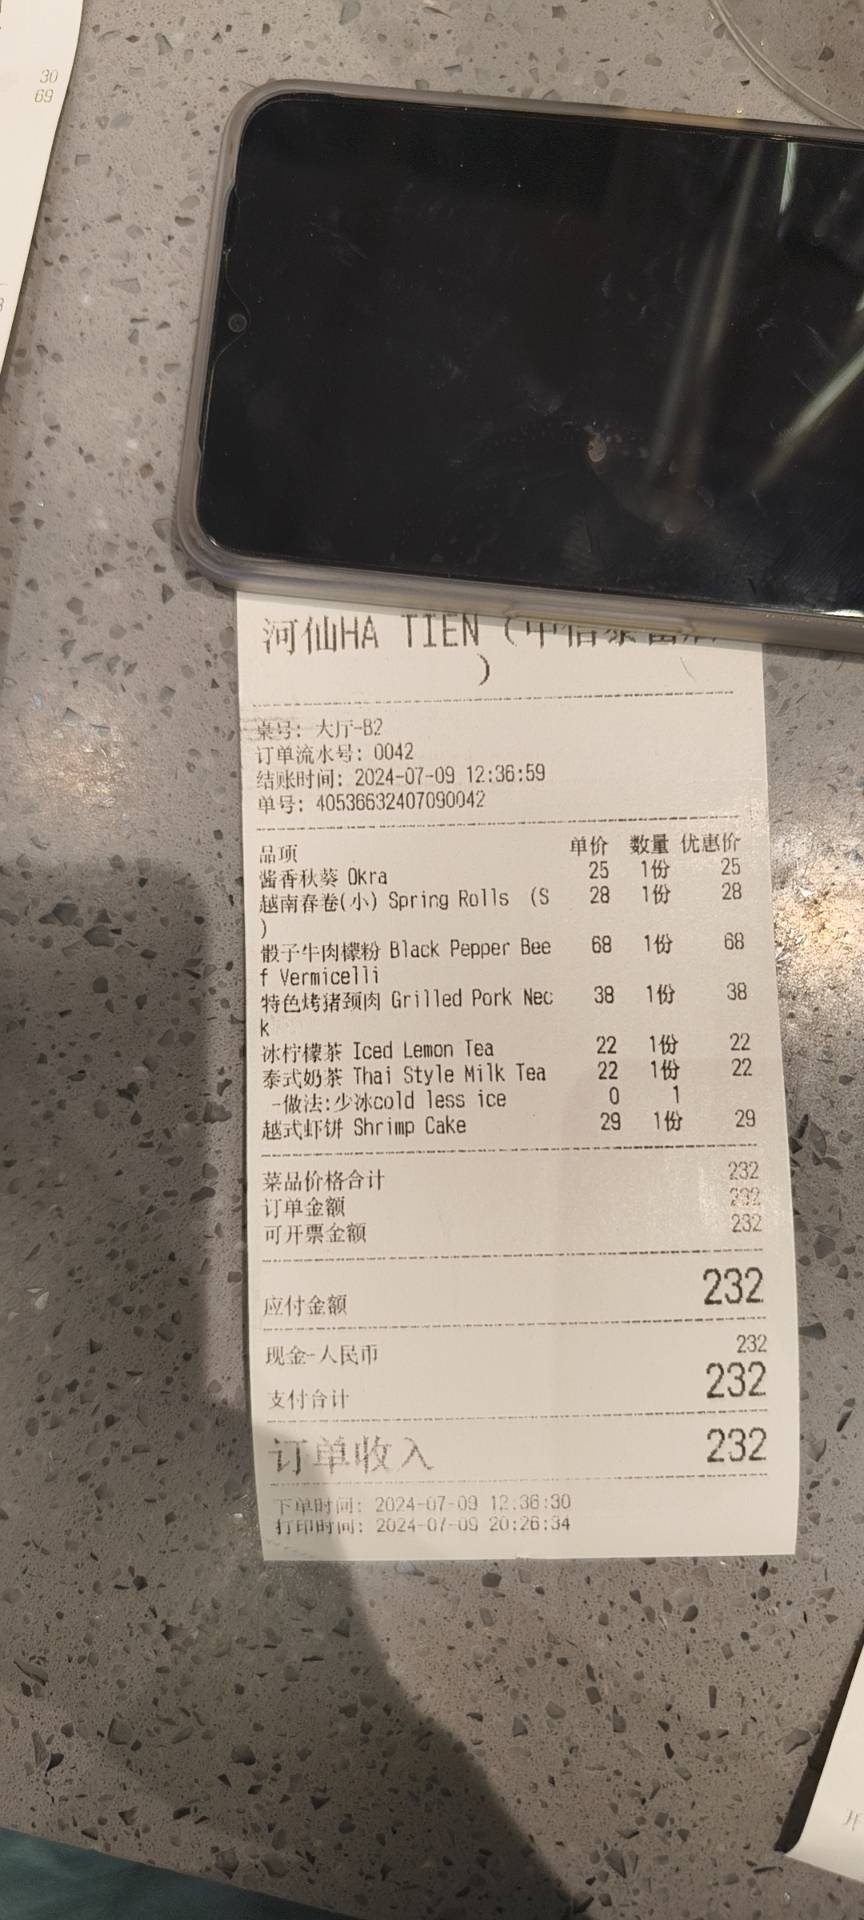 30
69
河仙HA TIEN (
)
桌号: 大厅-B2
订单流水号: 0042
结账时间: 2024-07-09 12:36:59
单号: 40536632407090042
品项 单价 数量 优惠价
酱香秋葵 Okra 25 1份 25
越南春卷(小) Spring Rolls (S 28 1份 28
)
骰子牛肉檬粉 Black Pepper Bee 68 1份 68
f Vermicelli
特色烤猪颈肉 Grilled Pork Nec 38 1份 38
k
冰柠檬茶 Iced Lemon Tea 22 1份 22
泰式奶茶 Thai Style Milk Tea 22 1份 22
-做法:少冰cold less ice 0 1
越式虾饼 Shrimp Cake 29 1份 29
菜品价格合计 232
订单金额 232
可开票金额 232
应付金额 232
现金-人民币 232
支付合计 232
订单收入 232
下单时间: 2024-07-09 12:36:30
打印时间: 2024-07-09 20:26:34